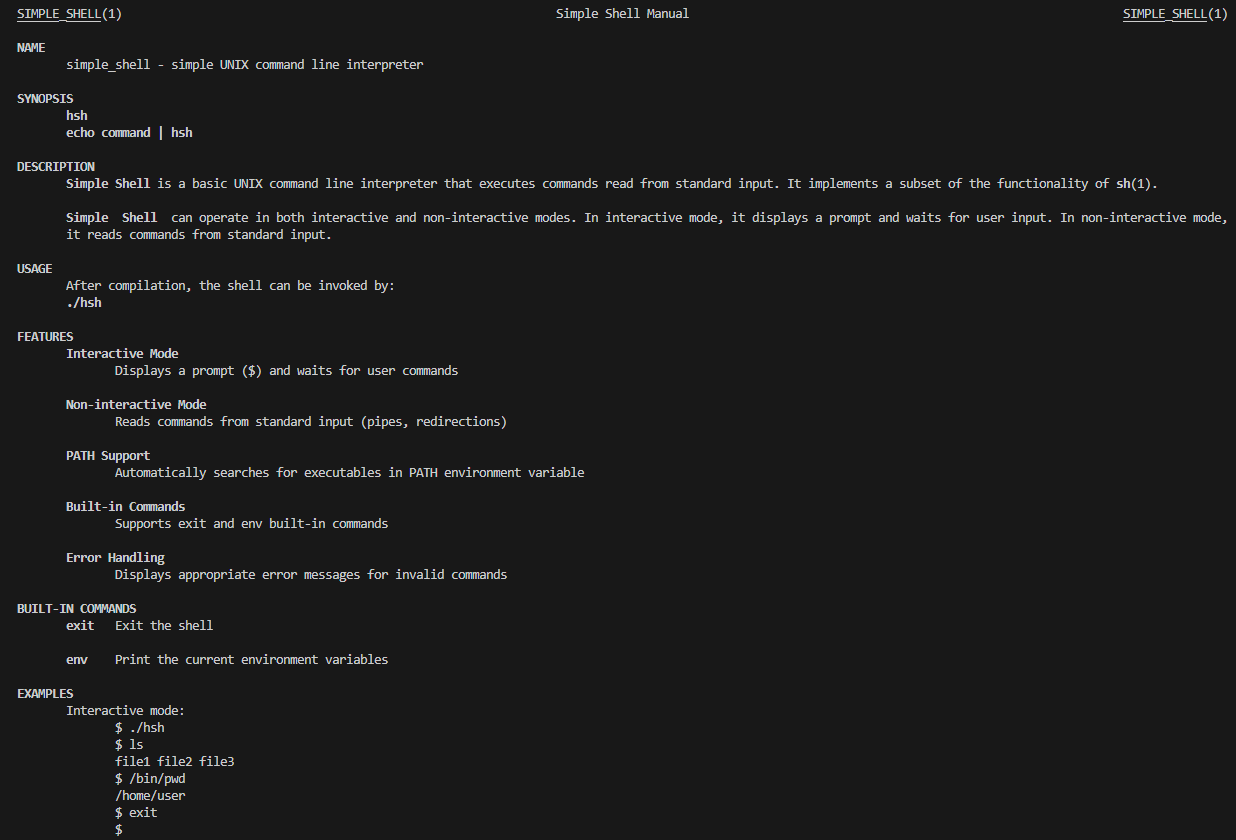 SIMPLE_SHELL(1) Simple Shell Manual SIMPLE_SHELL(1)
NAME
simple_shell - simple UNIX command line interpreter
SYNOPSIS
hsh
echo command | hsh
DESCRIPTION
Simple Shell is a basic UNIX command line interpreter that executes commands read from standard input. It implements a subset of the functionality of sh(1).
Simple  Shell  can operate in both interactive and non-interactive modes. In interactive mode, it displays a prompt and waits for user input. In non-interactive mode,
it reads commands from standard input.
USAGE
After compilation, the shell can be invoked by:
./hsh
FEATURES
Interactive Mode
Displays a prompt ($) and waits for user commands
Non-interactive Mode
Reads commands from standard input (pipes, redirections)
PATH Support
Automatically searches for executables in PATH environment variable
Built-in Commands
Supports exit and env built-in commands
Error Handling
Displays appropriate error messages for invalid commands
BUILT-IN COMMANDS
exit   Exit the shell
env    Print the current environment variables
EXAMPLES
Interactive mode:
$ ./hsh
$ ls
file1 file2 file3
$ /bin/pwd
/home/user
$ exit
$